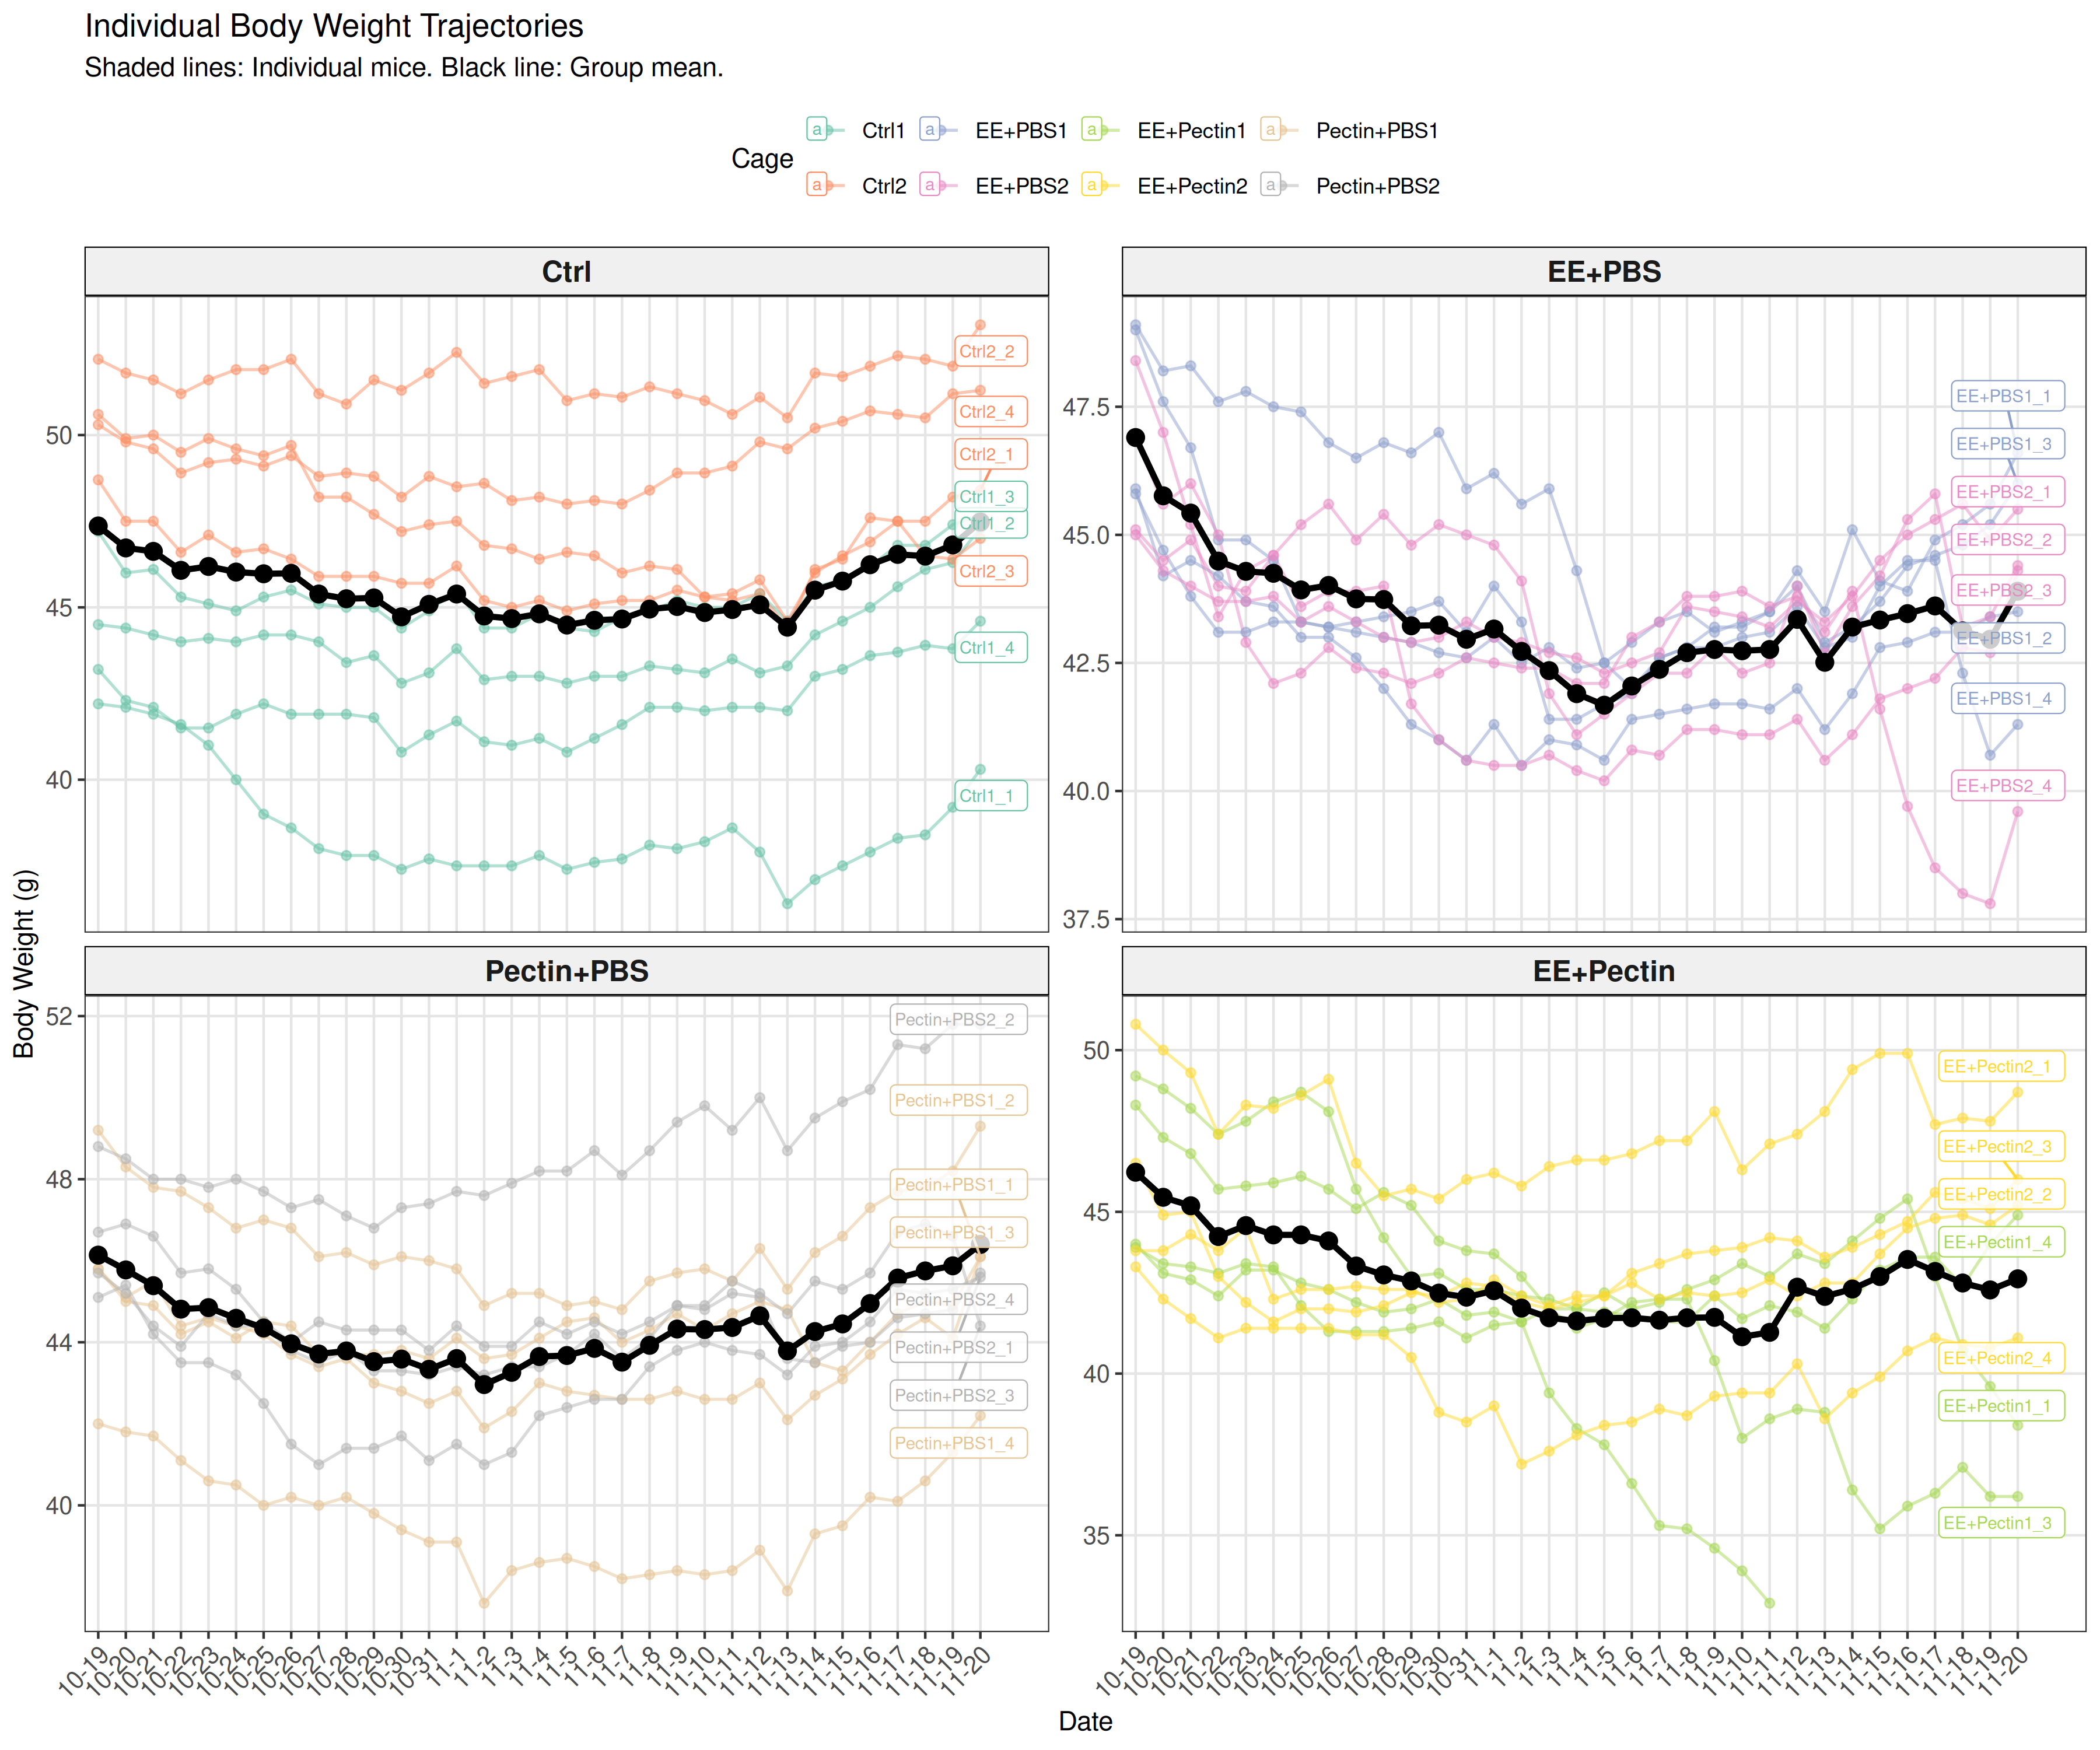 Individual Body Weight Trajectories
Shaded lines: Individual mice. Black line: Group mean.
Cage
a Ctrl1 a EE+PBS1 a EE+Pectin1 a Pectin+PBS1
a Ctrl2 a EE+PBS2 a EE+Pectin2 a Pectin+PBS2
Body Weight (g)
Ctrl
50
45
40
Ctrl2_2
Ctrl2_4
Ctrl2_1
Ctrl1_3
Ctrl1_2
Ctrl2_3
Ctrl1_4
Ctrl1_1
EE+PBS
47.5
45.0
42.5
40.0
37.5
EE+PBS1_1
EE+PBS1_3
EE+PBS2_1
EE+PBS2_2
EE+PBS2_3
EE+PBS1_2
EE+PBS1_4
EE+PBS2_4
Pectin+PBS
52
48
44
40
Pectin+PBS2_2
Pectin+PBS1_2
Pectin+PBS1_1
Pectin+PBS1_3
Pectin+PBS2_4
Pectin+PBS2_1
Pectin+PBS2_3
Pectin+PBS1_4
10-19 10-20 10-21 10-22 10-23 10-24 10-25 10-26 10-27 10-28 10-29 10-30 10-31 11-1 11-2 11-3 11-4 11-5 11-6 11-7 11-8 11-9 11-10 11-11 11-12 11-13 11-14 11-15 11-16 11-17 11-18 11-19 11-20
EE+Pectin
50
45
40
35
EE+Pectin2_1
EE+Pectin2_3
EE+Pectin2_2
EE+Pectin1_4
EE+Pectin2_4
EE+Pectin1_1
EE+Pectin1_3
10-19 10-20 10-21 10-22 10-23 10-24 10-25 10-26 10-27 10-28 10-29 10-30 10-31 11-1 11-2 11-3 11-4 11-5 11-6 11-7 11-8 11-9 11-10 11-11 11-12 11-13 11-14 11-15 11-16 11-17 11-18 11-19 11-20
Date